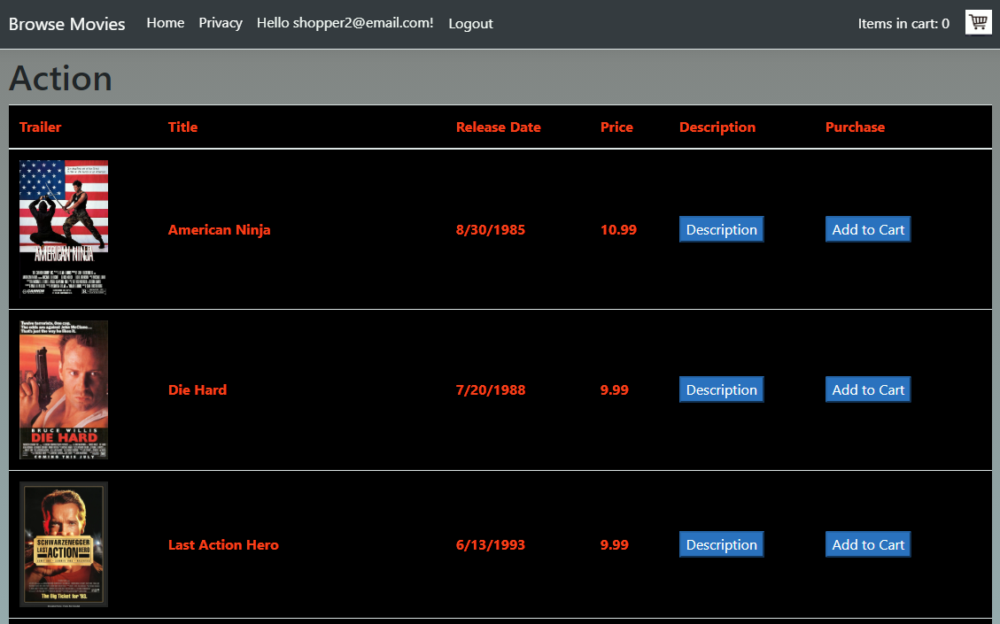 Browse Movies Home Privacy Hello shopper2@email.com! Logout Items in cart: 0
Action
Trailer Title Release Date Price Description Purchase
AMERICAN NINJA
CANNON
American Ninja 8/30/1985 10.99 Description Add to Cart
Twelve terrorists. One cop.
The odds are against John McClane...
That's just the way he likes it.
BRUCE WILLIS
DIE HARD
COMING THIS JULY
Die Hard 7/20/1988 9.99 Description Add to Cart
SCHWARZENEGGER
LAST ACTION HERO
The Big Ticket for '93.
Last Action Hero 6/13/1993 9.99 Description Add to Cart